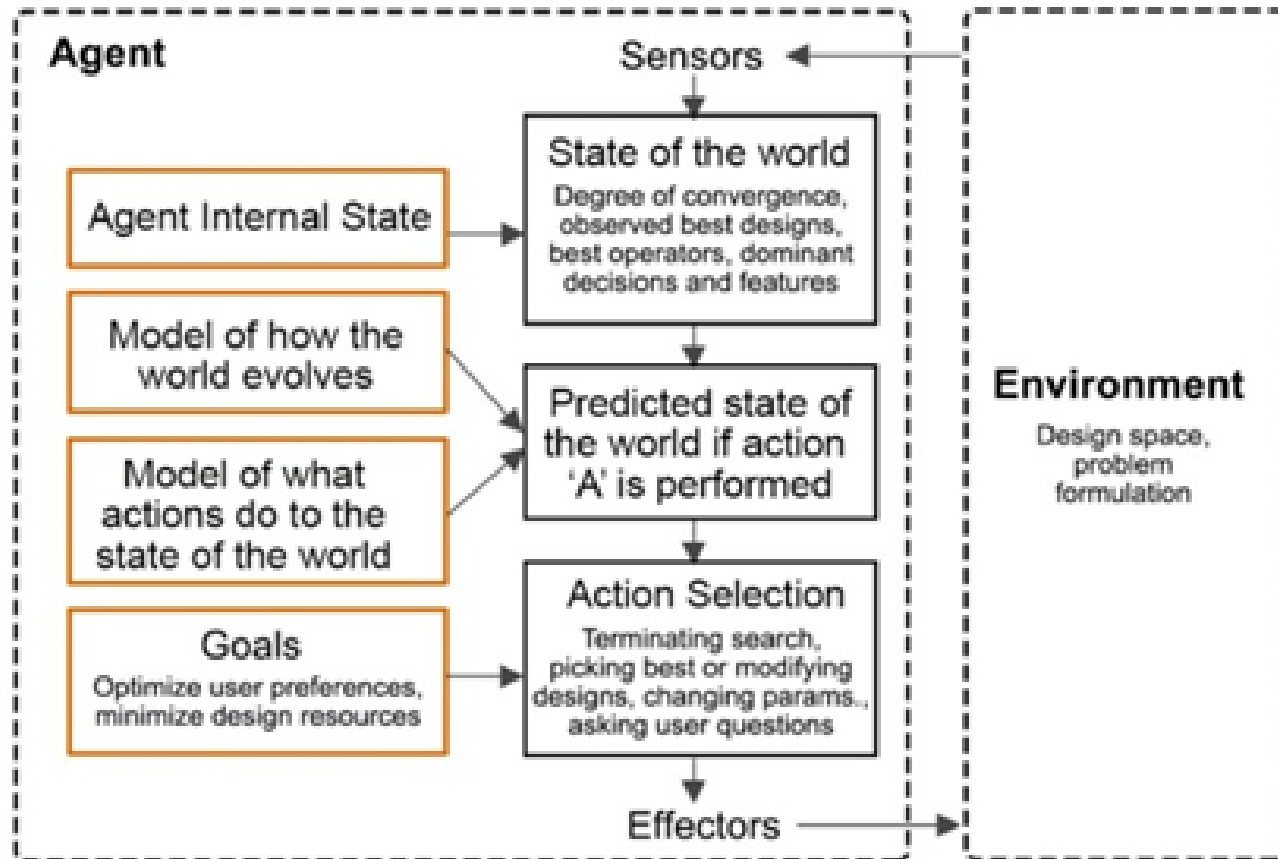 Agent
Sensors
State of the world
Degree of convergence,
observed best designs,
best operators, dominant
decisions and features
Agent Internal State
Model of how the
world evolves
Predicted state of
the world if action
‘A’ is performed
Model of what
actions do to the
state of the world
Action Selection
Terminating search,
picking best or modifying
designs, changing params.,
asking user questions
Goals
Optimize user preferences,
minimize design resources
Effectors
Environment
Design space,
problem
formulation